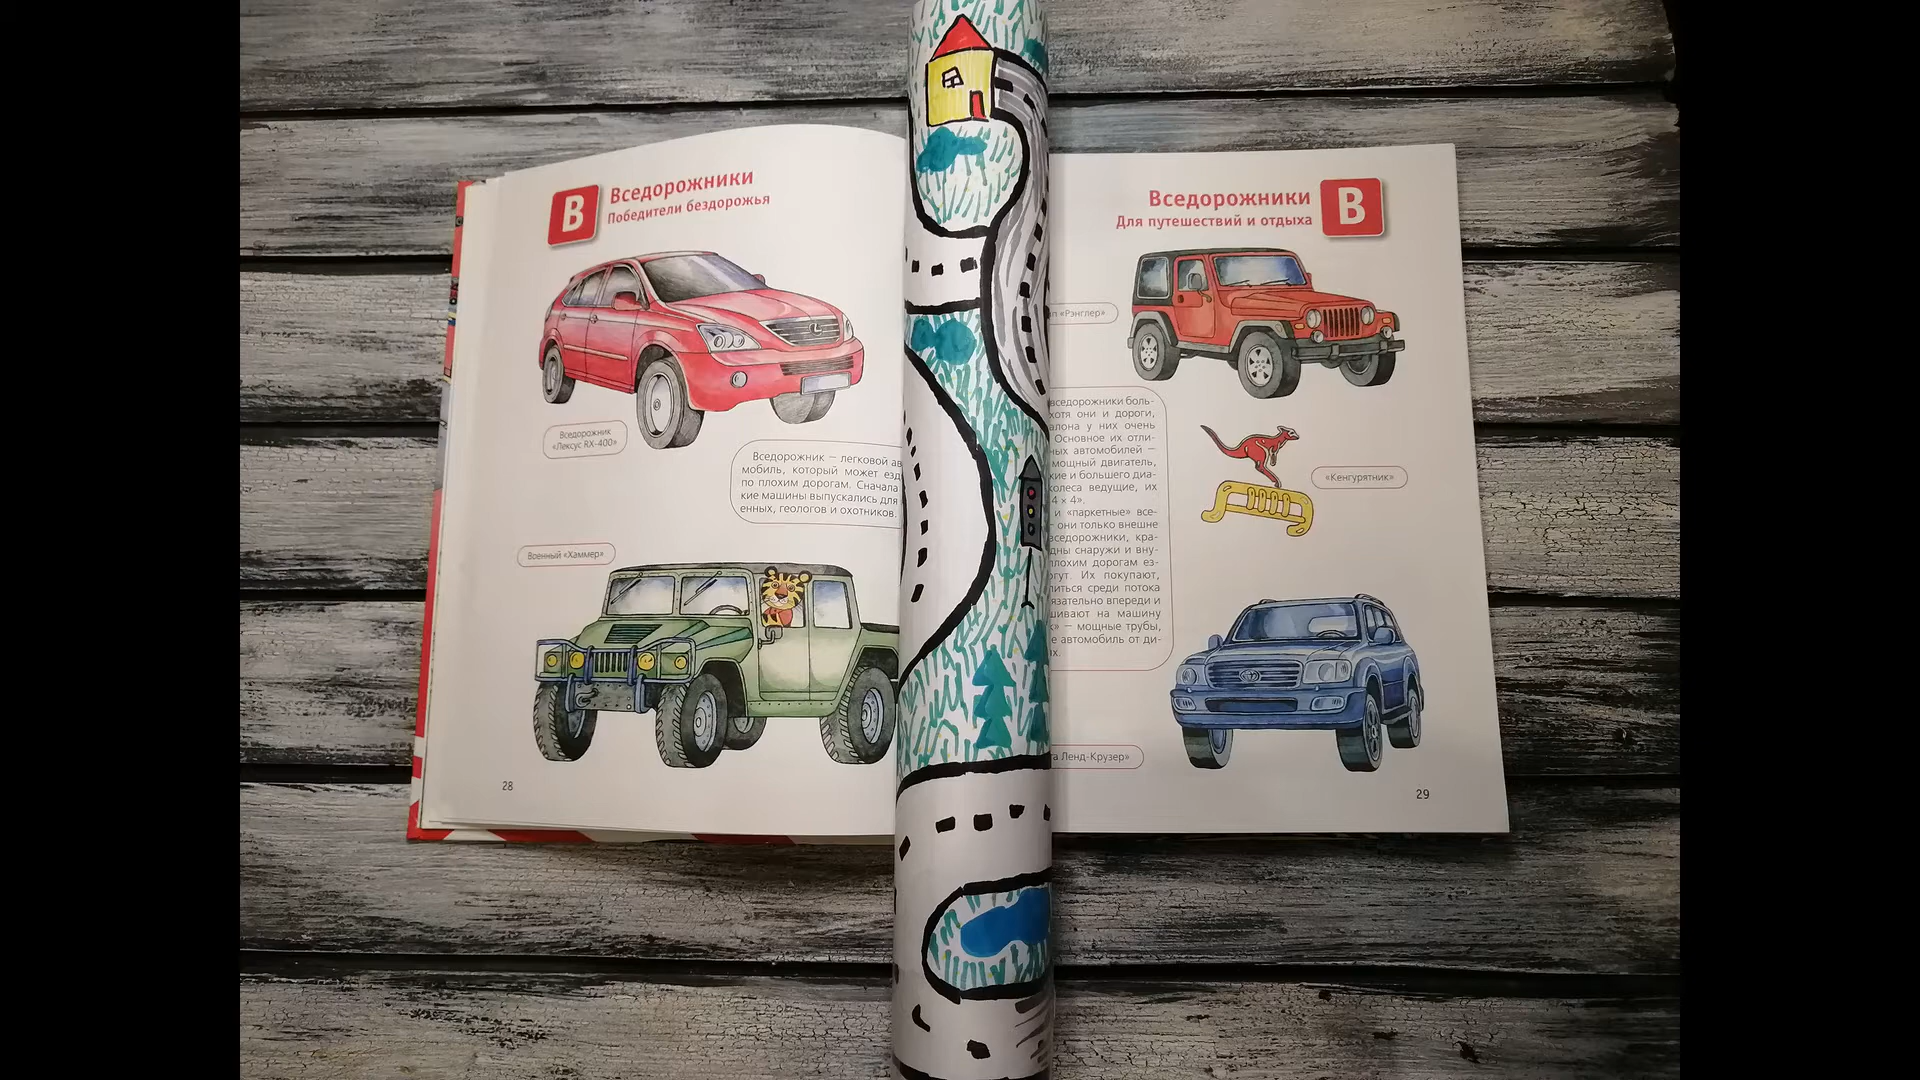 В
Вседорожники
Победители бездорожья
Вседорожник
«Лексус RX-400»
Вседорожник — легковой ав
мобиль, который может езд
по плохим дорогам. Сначала
кие машины выпускались для
енных, геологов и охотников.
Военный «Хаммер»
28
Вседорожники
Для путешествий и отдыха
В
«Рэнглер»
вседорожники боль-
хотя они и дороги,
алона у них очень
Основное их отли-
ных автомобилей —
мощный двигатель,
кие и большего диа-
колеса ведущие, их
4 × 4».
и «паркетные» все-
— они только внешне
вседорожники, кра-
дны снаружи и вну-
плохим дорогам ез-
огут. Их покупают,
литься среди потока
язательно впереди и
шивают на машину
к» — мощные трубы,
е автомобиль от ди-
ах.
«Кенгурятник»
та Ленд-Крузер»
29